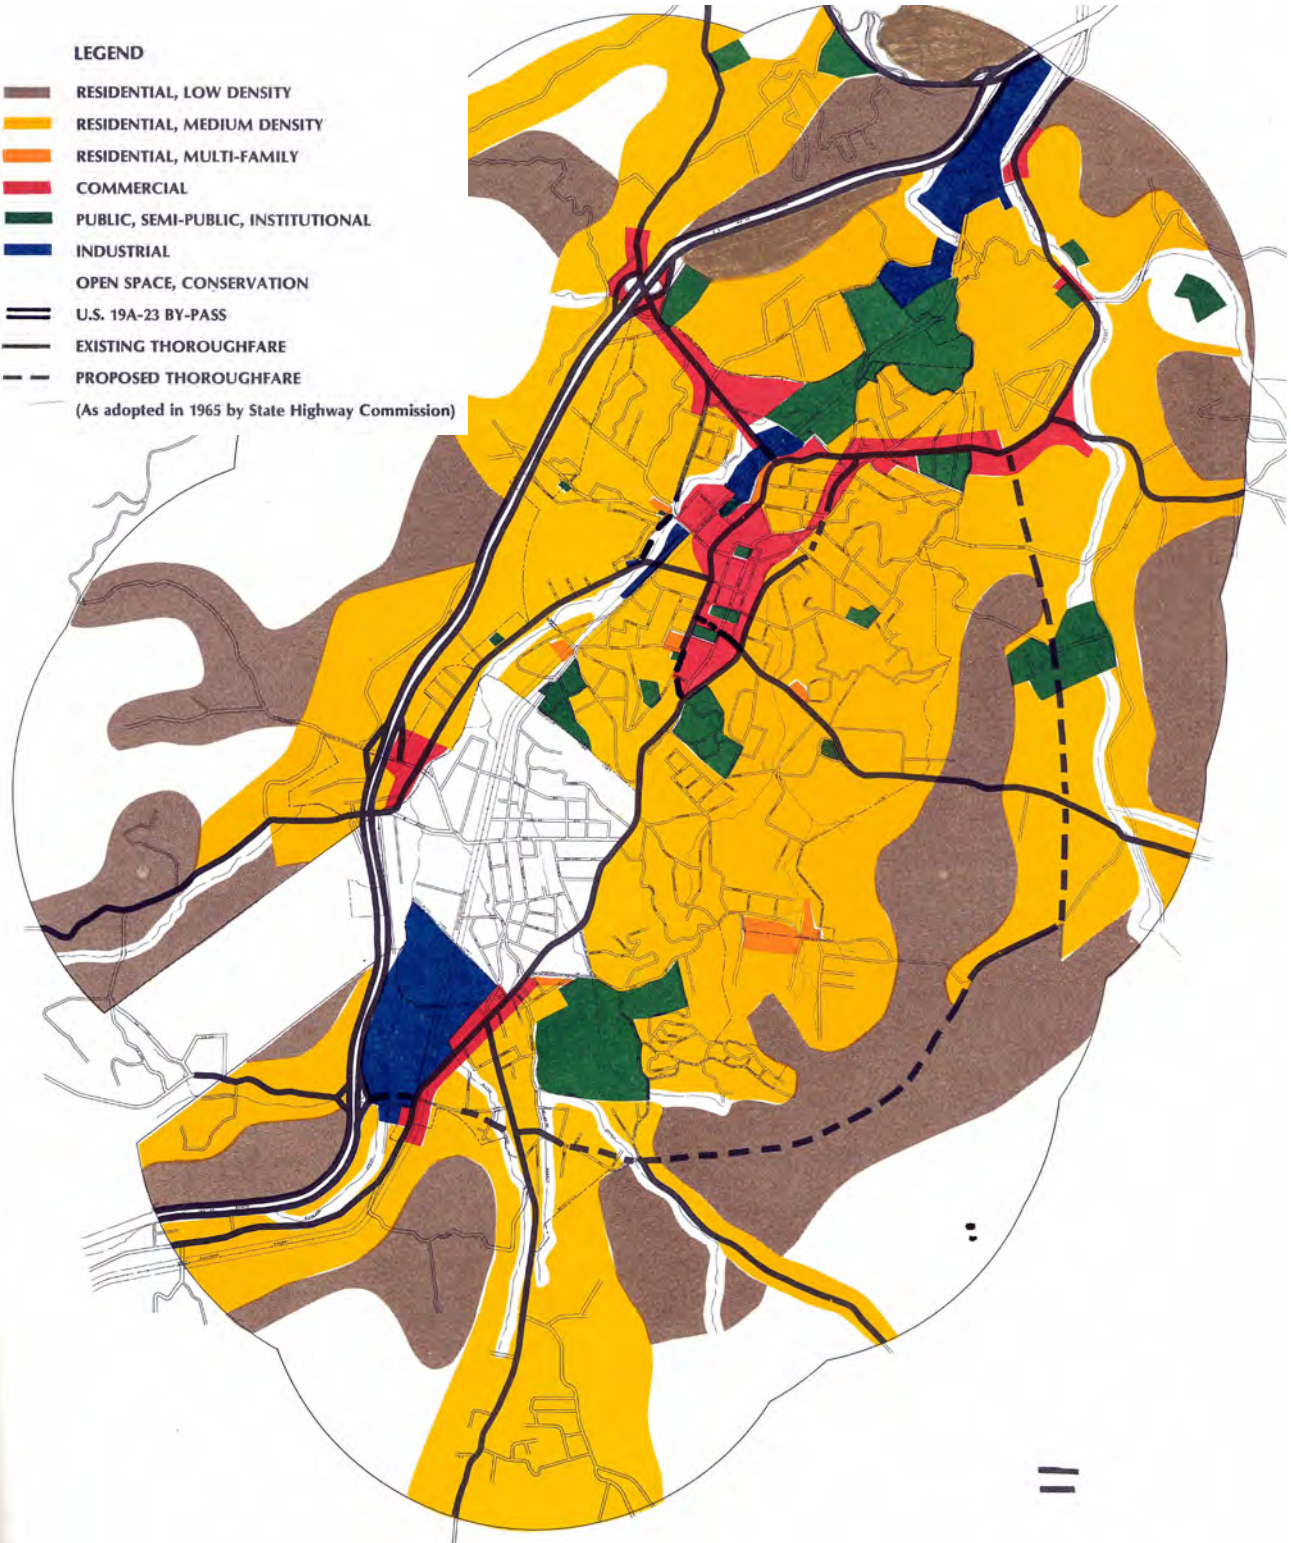 LEGEND
RESIDENTIAL, LOW DENSITY
RESIDENTIAL, MEDIUM DENSITY
RESIDENTIAL, MULTI-FAMILY
COMMERCIAL
PUBLIC, SEMI-PUBLIC, INSTITUTIONAL
INDUSTRIAL
OPEN SPACE, CONSERVATION
U.S. 19A-23 BY-PASS
EXISTING THOROUGHFARE
PROPOSED THOROUGHFARE
(As adopted in 1965 by State Highway Commission)